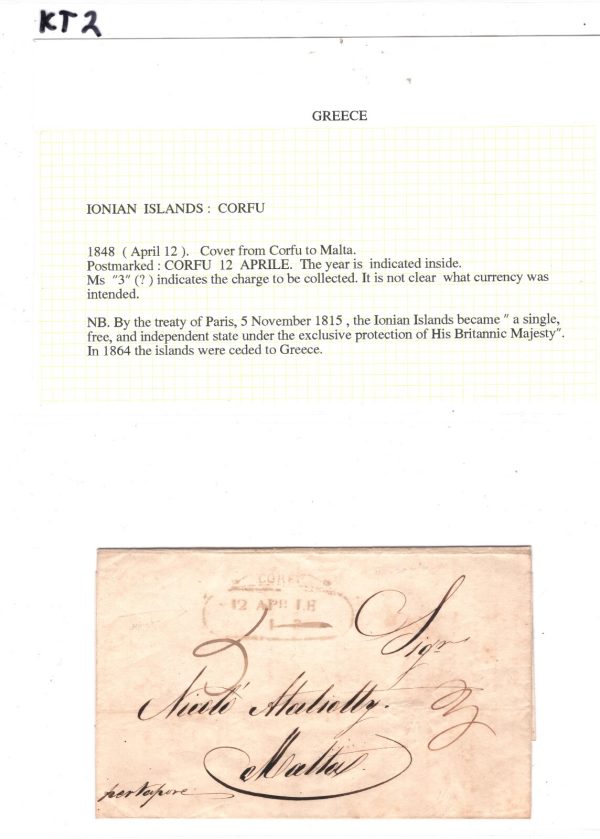 KT2
GREECE
IONIAN ISLANDS : CORFU
1848 ( April 12 ). Cover from Corfu to Malta.
Postmarked : CORFU 12 APRILE. The year is indicated inside.
Ms "3" (? ) indicates the charge to be collected. It is not clear what currency was
intended.
NB. By the treaty of Paris, 5 November 1815 , the Ionian Islands became " a single,
free, and independent state under the exclusive protection of His Britannic Majesty".
In 1864 the islands were ceded to Greece.
CORFU
12 APRILE
3
Sigr
Nicolò
Malta